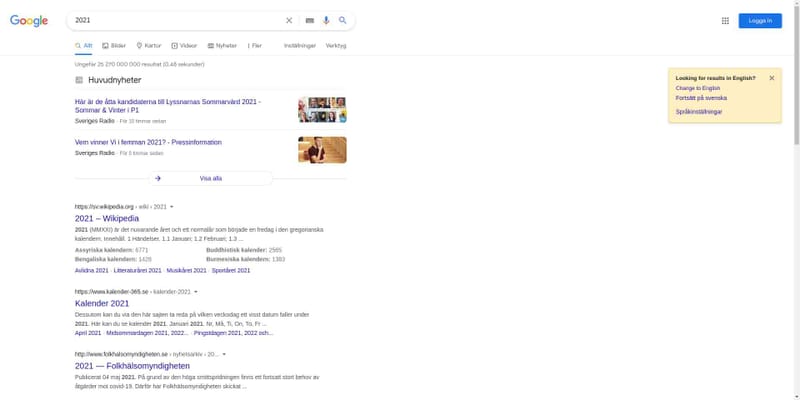 Google
2021
Logga in
Allt
Bilder
Kartor
Videor
Nyheter
Fler
Inställningar
Verktyg
Ungefär 25 270 000 000 resultat (0,46 sekunder)
Huvudnyheter
Här är de åtta kandidaterna till Lyssnarnas Sommarvärd 2021 -
Sommar & Vinter i P1
Sveriges Radio · För 10 timmar sedan
Vem vinner Vi i femman 2021? - Pressinformation
Sveriges Radio · För 5 timmar sedan
Visa alla
https://sv.wikipedia.org › wiki › 2021
2021 – Wikipedia
2021 (MMXXI) är det nuvarande året och ett normalår som började en fredag i den gregorianska
kalendern. Innehåll. 1 Händelser. 1.1 Januari; 1.2 Februari; 1.3 ...
Assyriska kalendern: 6771
Buddhistisk kalender: 2565
Bengaliska kalendern: 1428
Burmesiska kalendern: 1383
Avlidna 2021 · Litteraturåret 2021 · Musikåret 2021 · Sportåret 2021
https://www.kalender-365.se › kalender-2021
Kalender 2021
Dessutom kan du via den här sajten ta reda på vilken veckodag ett visst datum faller under
2021. Här kan du se kalender 2021. Januari 2021. Nr, Må, Ti, On, To, Fr ...
April 2021 · Midsommardagen 2021, 2022... · Pingstdagen 2021, 2022 och...
http://www.folkhalsomyndigheten.se › nyhetsarkiv › 20...
2021 — Folkhälsomyndigheten
Publicerat 04 maj 2021. På grund av den höga smittspridningen finns ett fortsatt stort behov av
åtgärder mot covid-19. Därför har Folkhälsomyndigheten skickat ...
Looking for results in English?
Change to English
Fortsätt på svenska
Språkinställningar